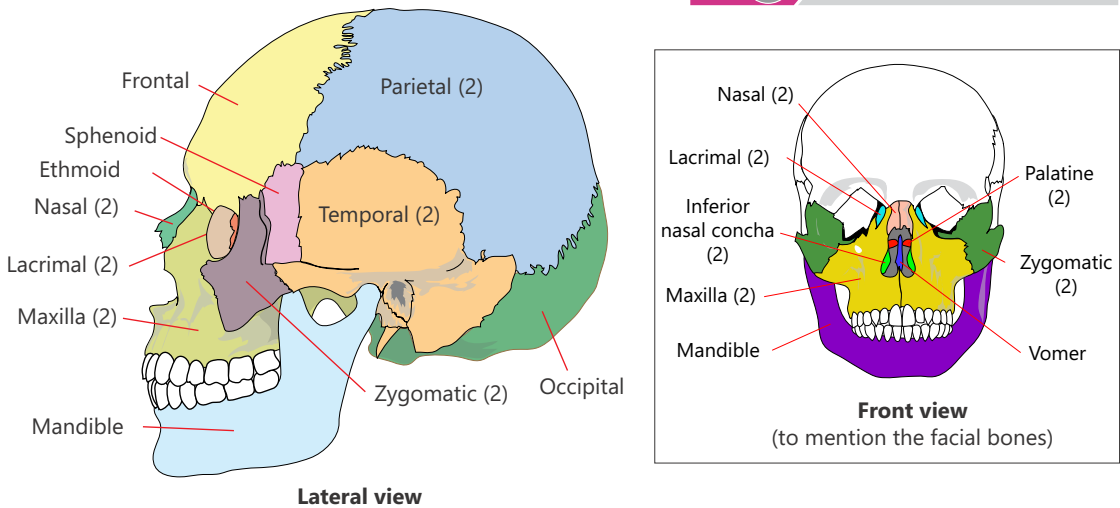 Frontal
Parietal (2)
Sphenoid
Ethmoid
Nasal (2)
Temporal (2)
Lacrimal (2)
Maxilla (2)
Zygomatic (2)
Occipital
Mandible
Lateral view
Nasal (2)
Lacrimal (2)
Palatine
(2)
Inferior
nasal concha
(2)
Zygomatic
(2)
Maxilla (2)
Mandible
Vomer
Front view
(to mention the facial bones)